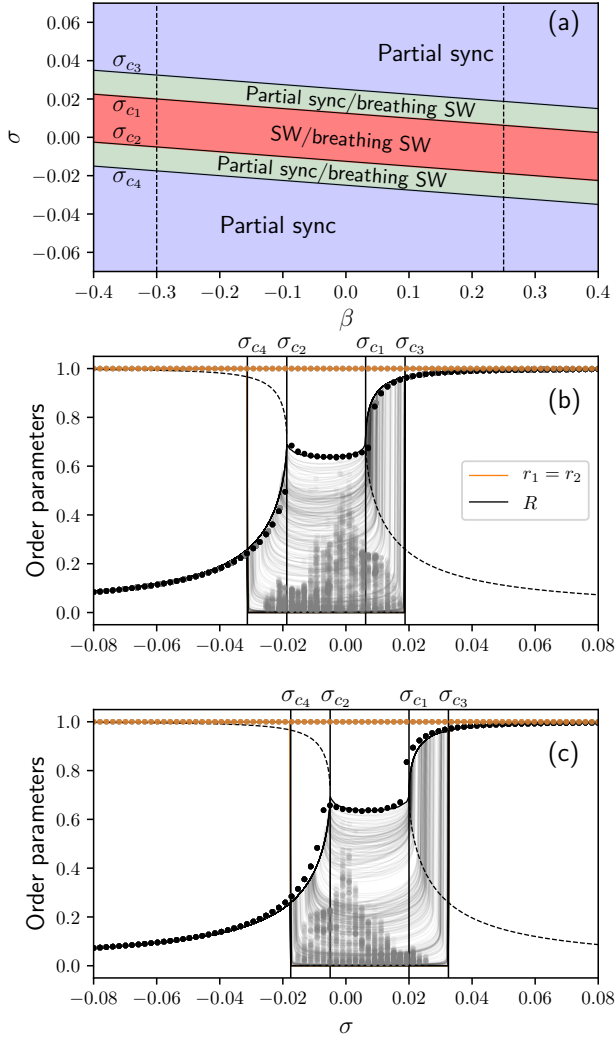 (a)
Partial sync
σc3
Partial sync/breathing SW
σc1
SW/breathing SW
σc2
Partial sync/breathing SW
σc4
Partial sync
0.06
0.04
0.02
0.00
−0.02
−0.04
−0.06
σ
−0.4 −0.3 −0.2 −0.1 0.0 0.1 0.2 0.3 0.4
β
σc4 σc2 σc1 σc3
(b)
1.0
0.8
0.6
0.4
0.2
0.0
Order parameters
r1 = r2
R
−0.08 −0.06 −0.04 −0.02 0.00 0.02 0.04 0.06 0.08
σc4 σc2 σc1 σc3
(c)
1.0
0.8
0.6
0.4
0.2
0.0
Order parameters
−0.08 −0.06 −0.04 −0.02 0.00 0.02 0.04 0.06 0.08
σ